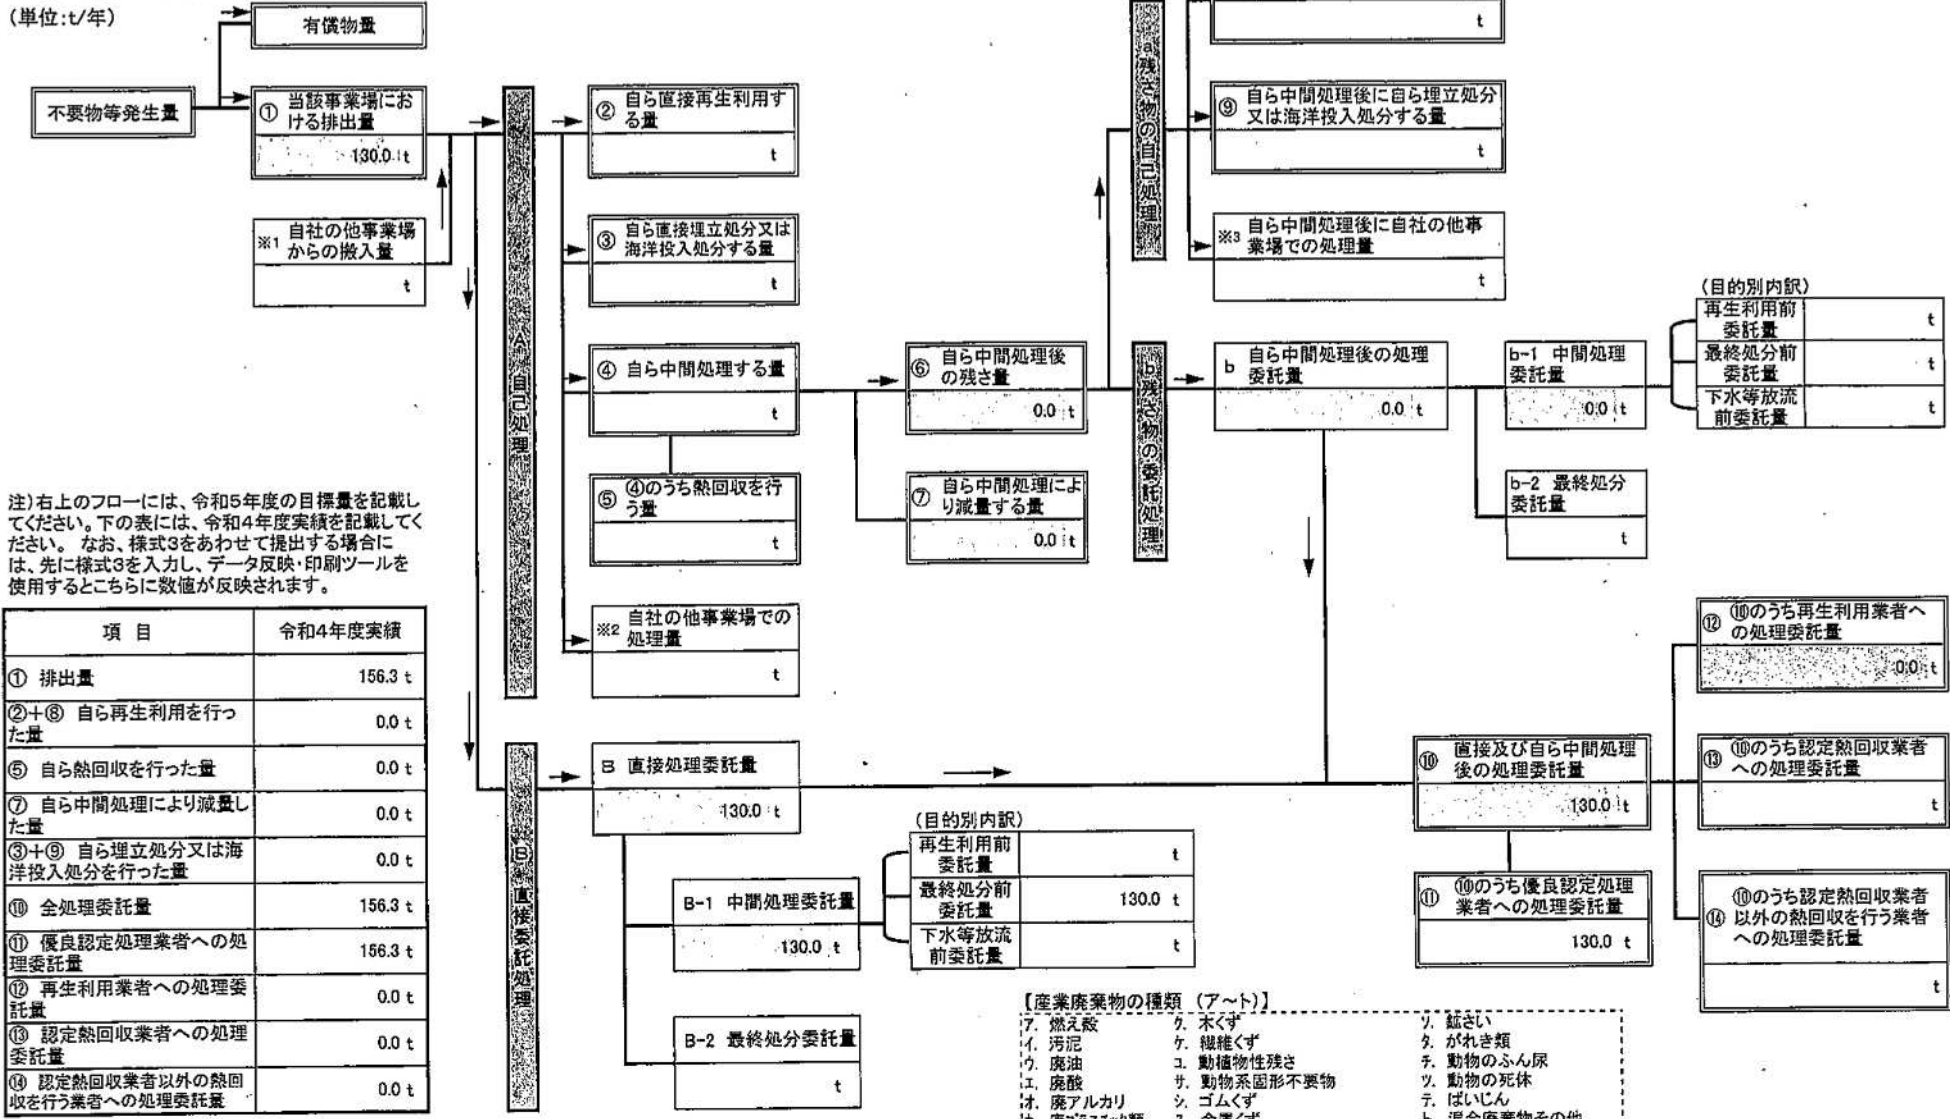 (単位:t/年)
有償物量
不要物等発生量
① 当該事業場にお
ける排出量
130.0 t
※1 自社の他事業場
からの搬入量
t
A 自己処理
② 自ら直接再生利用す
る量
t
③ 自ら直接埋立処分又は
海洋投入処分する量
t
④ 自ら中間処理する量
t
⑤ ④のうち熱回収を行
う量
t
※2 自社の他事業場での
処理量
t
⑥ 自ら中間処理後
の残さ量
0.0 t
⑦ 自ら中間処理によ
り減量する量
0.0 t
a 残さ物の自己処理
t
⑨ 自ら中間処理後に自ら埋立処分
又は海洋投入処分する量
t
※3 自ら中間処理後に自社の他事
業場での処理量
t
b 残さ物の委託処理
b 自ら中間処理後の処理
委託量
0.0 t
b-1 中間処理
委託量
0.0 t
(目的別内訳)
再生利用前
委託量
t
最終処分前
委託量
t
下水等放流
前委託量
t
b-2 最終処分
委託量
t
注)右上のフローには、令和5年度の目標量を記載し
てください。下の表には、令和4年度実績を記載してく
ださい。 なお、様式3をあわせて提出する場合に
は、先に様式3を入力し、データ反映・印刷ツールを
使用するとこちらに数値が反映されます。
項 目 令和4年度実績
① 排出量 156.3 t
②+⑧ 自ら再生利用を行っ
た量 0.0 t
⑤ 自ら熱回収を行った量 0.0 t
⑦ 自ら中間処理により減量し
た量 0.0 t
③+⑨ 自ら埋立処分又は海
洋投入処分を行った量 0.0 t
⑩ 全処理委託量 156.3 t
⑪ 優良認定処理業者への処
理委託量 156.3 t
⑫ 再生利用業者への処理委
託量 0.0 t
⑬ 認定熱回収業者への処理
委託量 0.0 t
⑭ 認定熱回収業者以外の熱回
収を行う業者への処理委託量 0.0 t
B 直接委託処理
B 直接処理委託量
130.0 t
B-1 中間処理委託量
130.0 t
(目的別内訳)
再生利用前
委託量
t
最終処分前
委託量
130.0 t
下水等放流
前委託量
t
B-2 最終処分委託量
t
⑩ 直接及び自ら中間処理
後の処理委託量
130.0 t
⑪ ⑩のうち優良認定処理
業者への処理委託量
130.0 t
⑫ ⑩のうち再生利用業者へ
の処理委託量
0.0 t
⑬ ⑩のうち認定熱回収業者
への処理委託量
t
⑭ ⑩のうち認定熱回収業者
以外の熱回収を行う業者
への処理委託量
t
【産業廃棄物の種類 (ア~ト)】
ア. 燃え殻 ク. 木くず ソ. 鉱さい
イ. 汚泥 ケ. 繊維くず タ. がれき類
ウ. 廃油 コ. 動植物性残さ チ. 動物のふん尿
エ. 廃酸 サ. 動物系固形不要物 ツ. 動物の死体
オ. 廃アルカリ シ. ゴムくず テ. ばいじん